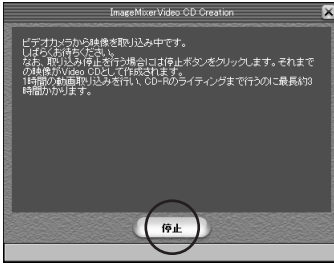 ImageMixerVideo CD Creation
ビデオカメラから映像を取り込み中です。
しばらくお待ちください。
なお、取り込み停止を行う場合には停止ボタンをクリックします。それまで
の映像がVideo CDとして作成されます。
1時間の動画取り込みを行い、CD-Rのライティングまで行うのに最長約3
時間かかります。
停止